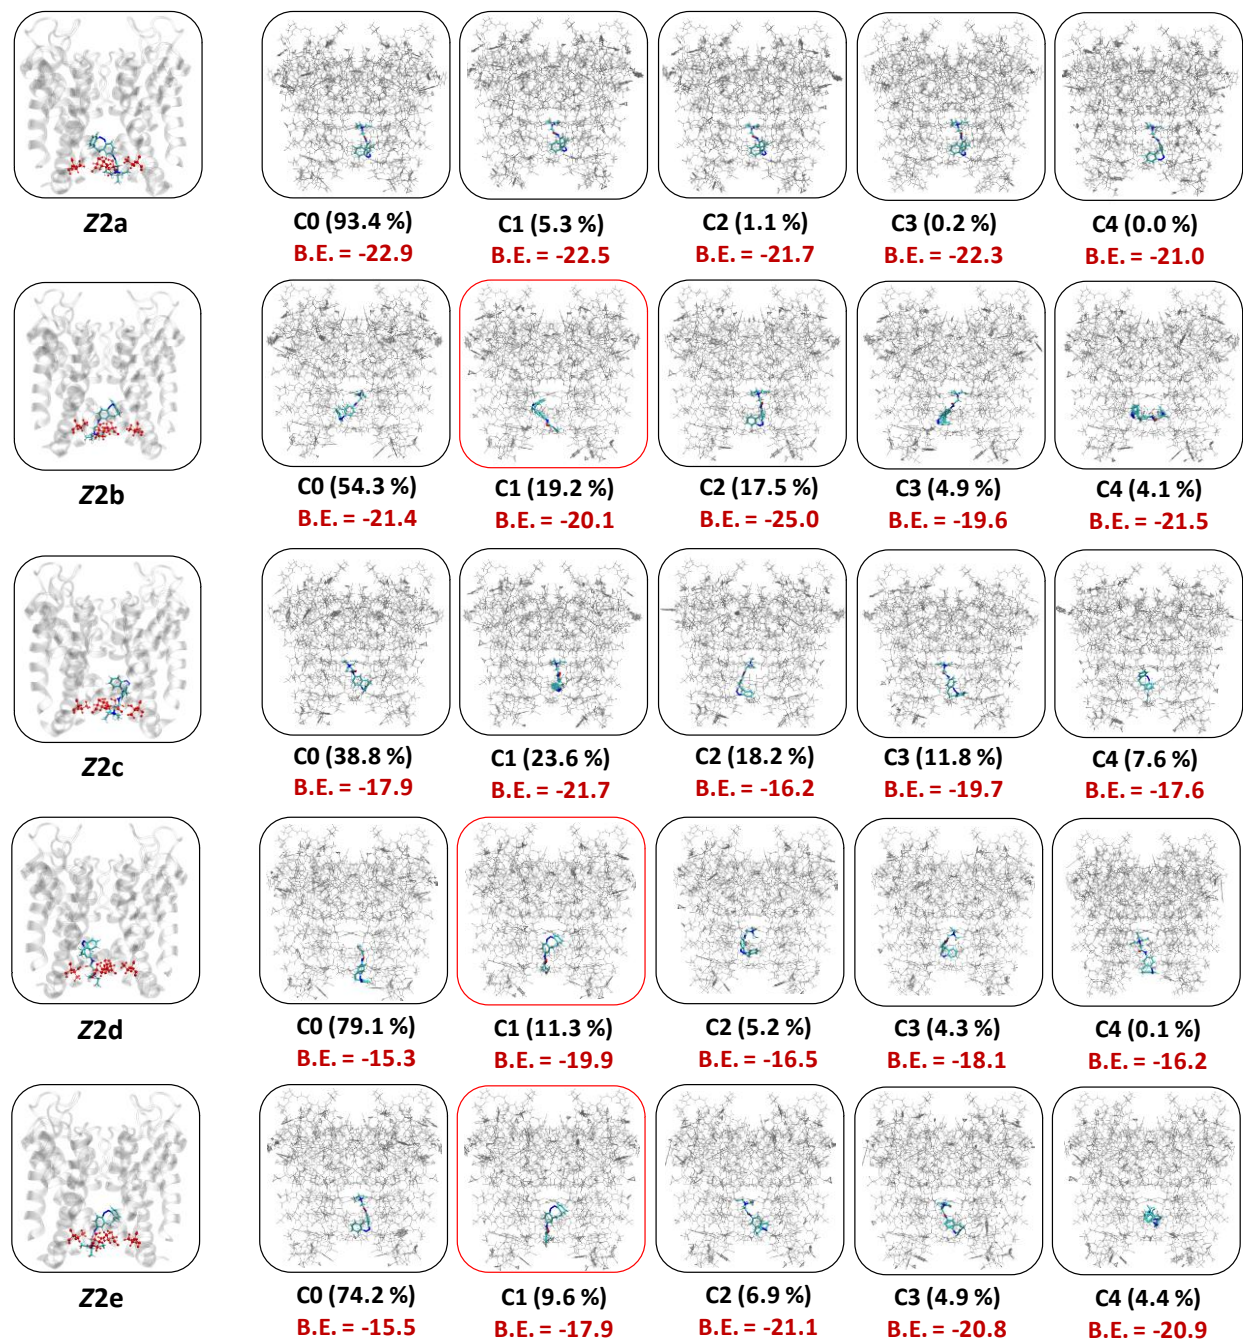 Z2a
C0 (93.4 %)
B.E. = -22.9
C1 (5.3 %)
B.E. = -22.5
C2 (1.1 %)
B.E. = -21.7
C3 (0.2 %)
B.E. = -22.3
C4 (0.0 %)
B.E. = -21.0
Z2b
C0 (54.3 %)
B.E. = -21.4
C1 (19.2 %)
B.E. = -20.1
C2 (17.5 %)
B.E. = -25.0
C3 (4.9 %)
B.E. = -19.6
C4 (4.1 %)
B.E. = -21.5
Z2c
C0 (38.8 %)
B.E. = -17.9
C1 (23.6 %)
B.E. = -21.7
C2 (18.2 %)
B.E. = -16.2
C3 (11.8 %)
B.E. = -19.7
C4 (7.6 %)
B.E. = -17.6
Z2d
C0 (79.1 %)
B.E. = -15.3
C1 (11.3 %)
B.E. = -19.9
C2 (5.2 %)
B.E. = -16.5
C3 (4.3 %)
B.E. = -18.1
C4 (0.1 %)
B.E. = -16.2
Z2e
C0 (74.2 %)
B.E. = -15.5
C1 (9.6 %)
B.E. = -17.9
C2 (6.9 %)
B.E. = -21.1
C3 (4.9 %)
B.E. = -20.8
C4 (4.4 %)
B.E. = -20.9